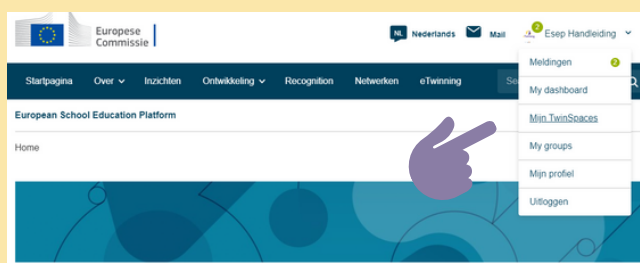 Europese
Commissie
NL Nederlands Mail 2 Esep Handleiding
Meldingen 2
My dashboard
Mijn TwinSpaces
My groups
Mijn profiel
Uitloggen
Startpagina Over Inzichten Ontwikkeling Recognition Netwerken eTwinning
European School Education Platform
Home